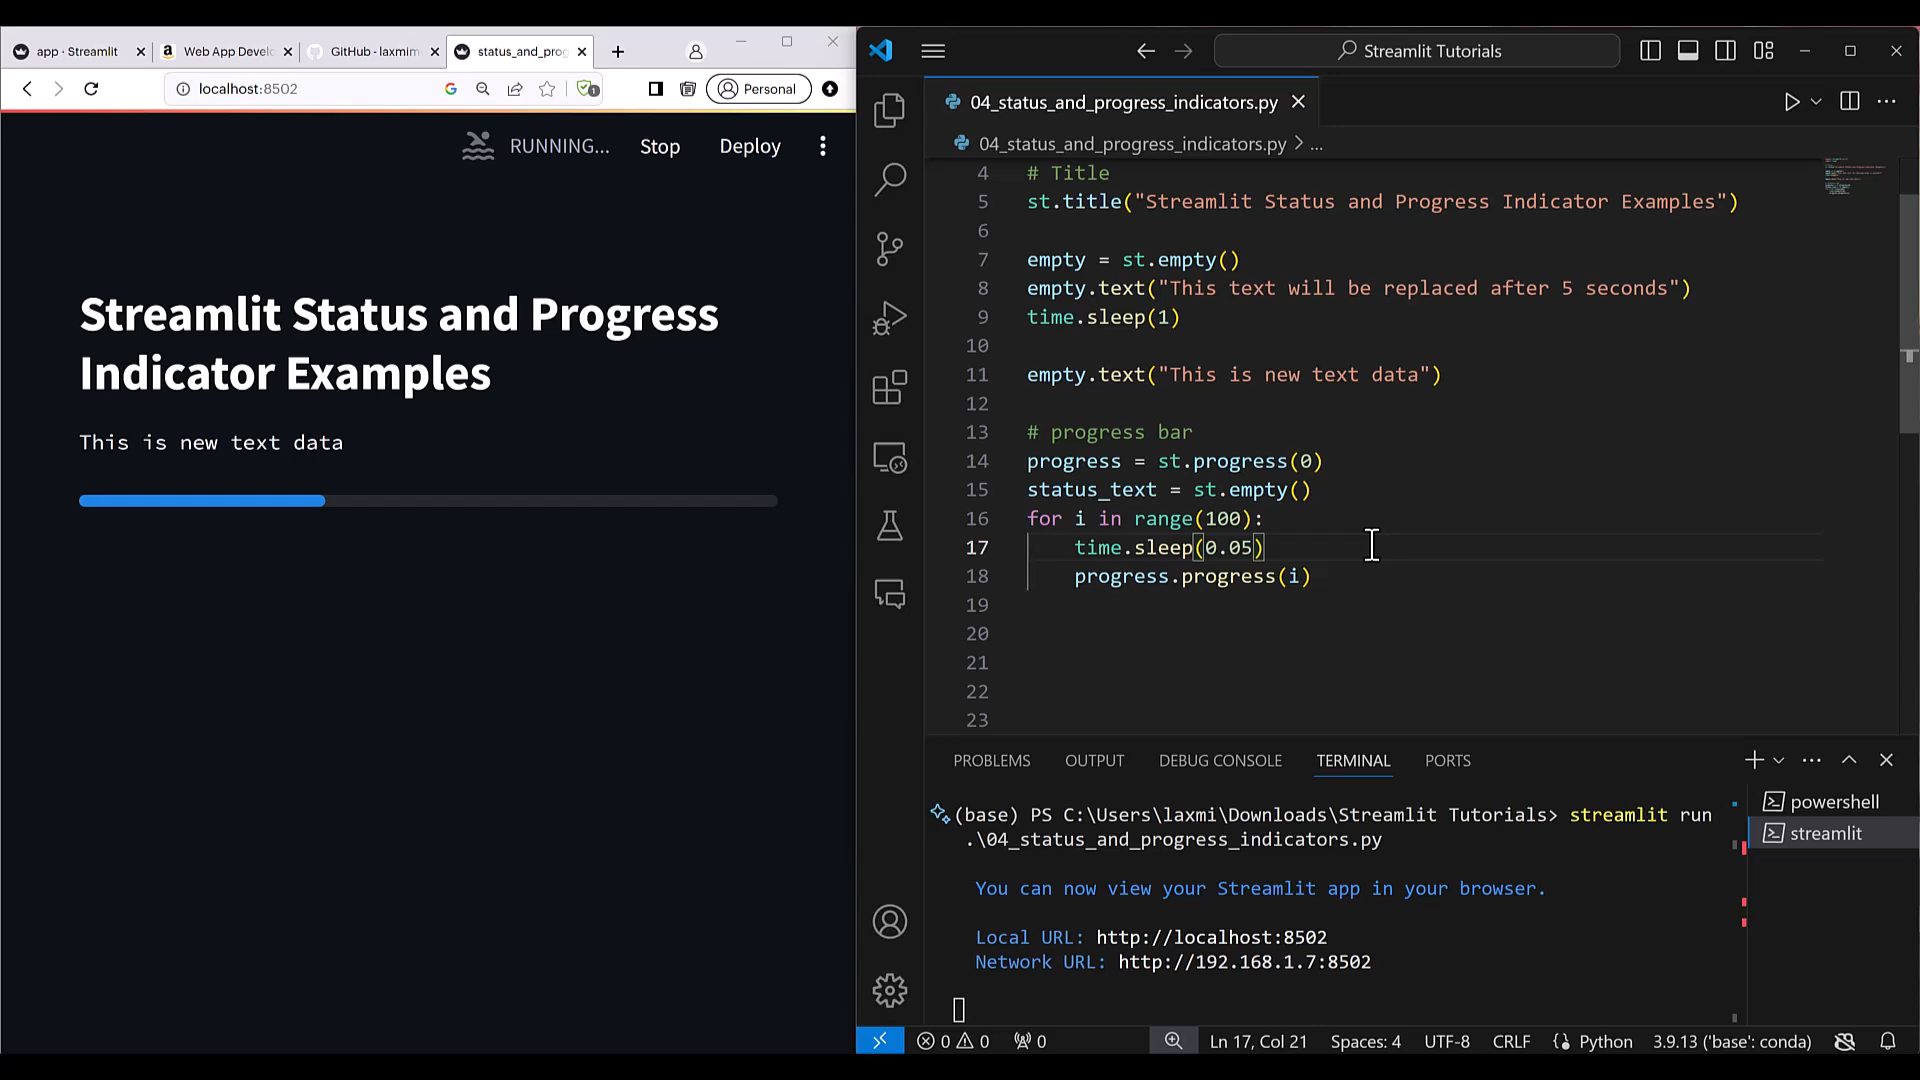 app · Streamlit
Web App Develo
GitHub - laxmim
status_and_prog
localhost:8502
Personal
RUNNING...
Stop
Deploy
Streamlit Status and Progress
Indicator Examples
This is new text data
Streamlit Tutorials
04_status_and_progress_indicators.py
04_status_and_progress_indicators.py > ...
4 # Title
5 st.title("Streamlit Status and Progress Indicator Examples")
6
7 empty = st.empty()
8 empty.text("This text will be replaced after 5 seconds")
9 time.sleep(1)
10
11 empty.text("This is new text data")
12
13 # progress bar
14 progress = st.progress(0)
15 status_text = st.empty()
16 for i in range(100):
17 time.sleep(0.05)
18 progress.progress(i)
19
20
21
22
23
PROBLEMS OUTPUT DEBUG CONSOLE TERMINAL PORTS
(base) PS C:\Users\laxmi\Downloads\Streamlit Tutorials> streamlit run
.\04_status_and_progress_indicators.py
You can now view your Streamlit app in your browser.
Local URL: http://localhost:8502
Network URL: http://192.168.1.7:8502
powershell
streamlit
0 0 0 Ln 17, Col 21 Spaces: 4 UTF-8 CRLF Python 3.9.13 ('base': conda)